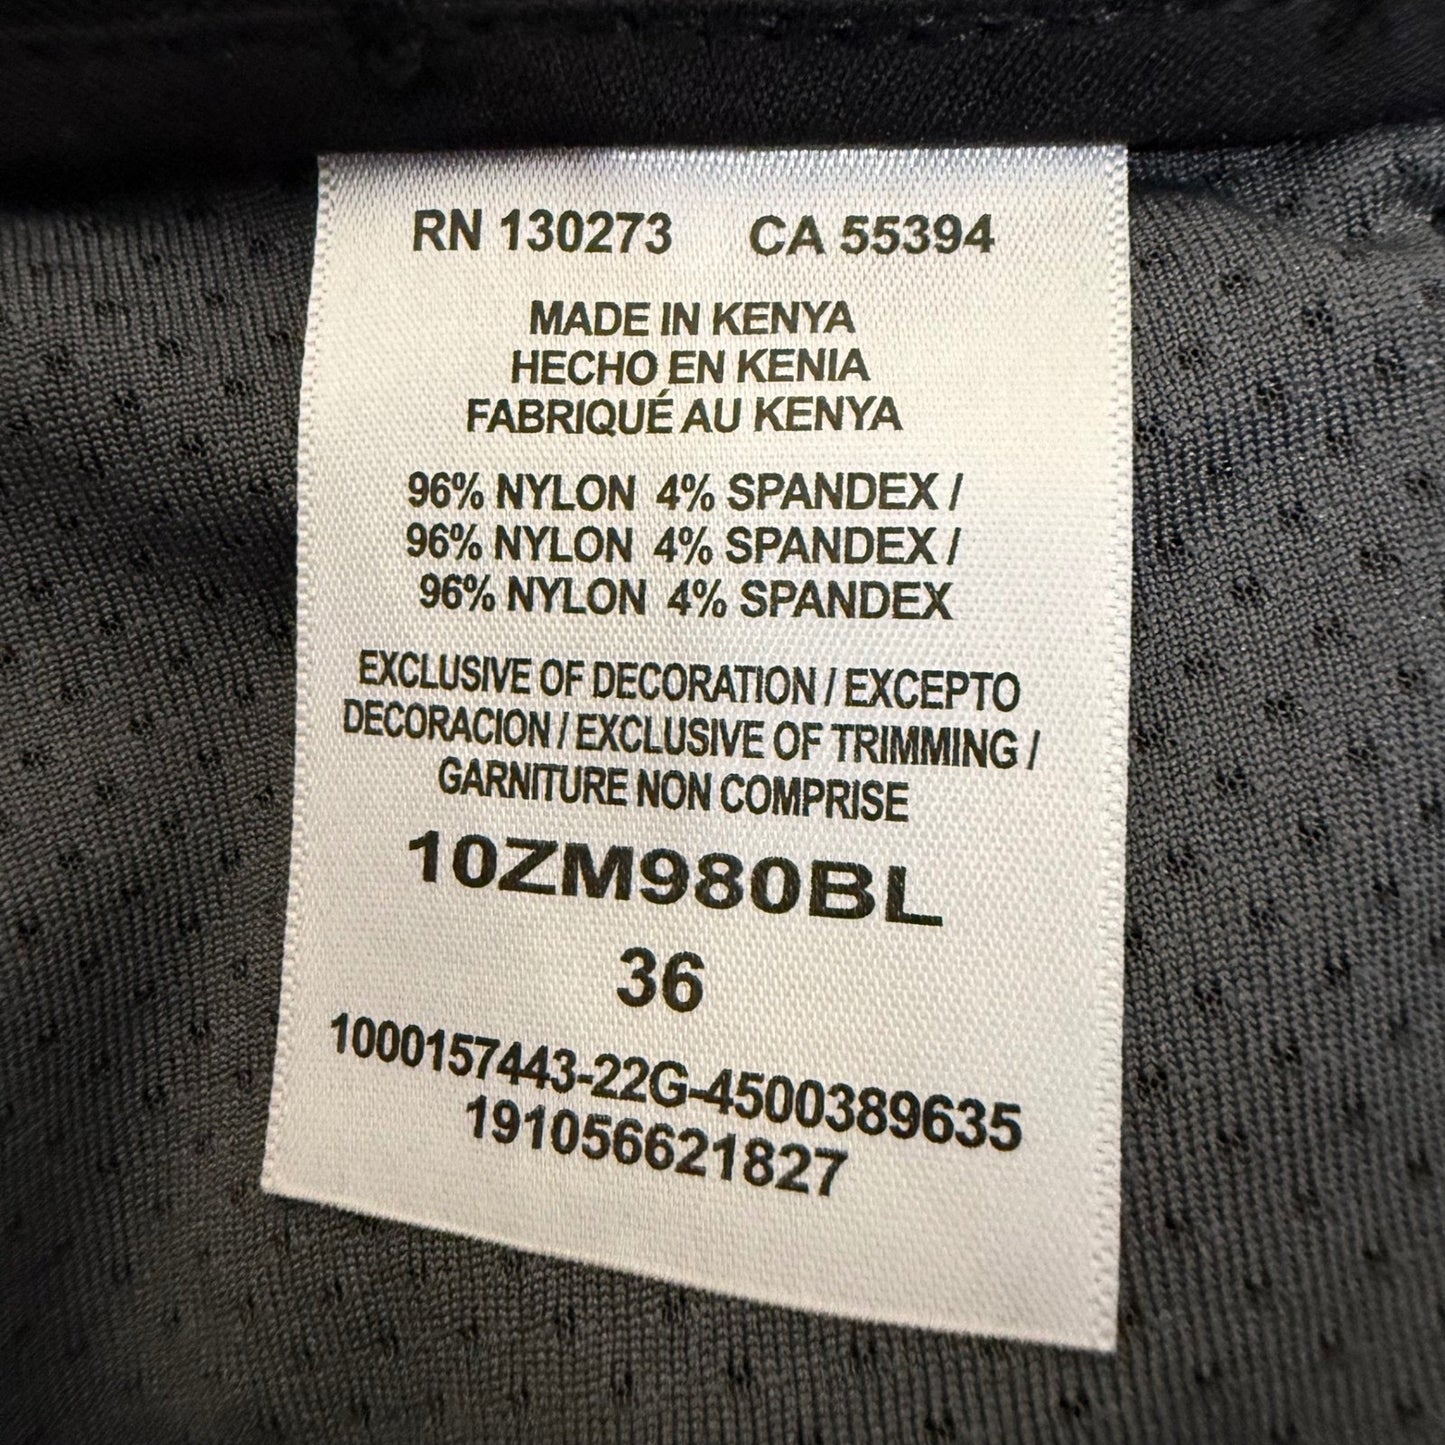 RN 130273 CA 55394
MADE IN KENYA
HECHO EN KENIA
FABRIQUÉ AU KENYA
96% NYLON 4% SPANDEX /
96% NYLON 4% SPANDEX /
96% NYLON 4% SPANDEX
EXCLUSIVE OF DECORATION / EXCEPTO
DECORACION / EXCLUSIVE OF TRIMMING /
GARNITURE NON COMPRISE
10ZM980BL
36
1000157443-22G-4500389635
191056621827